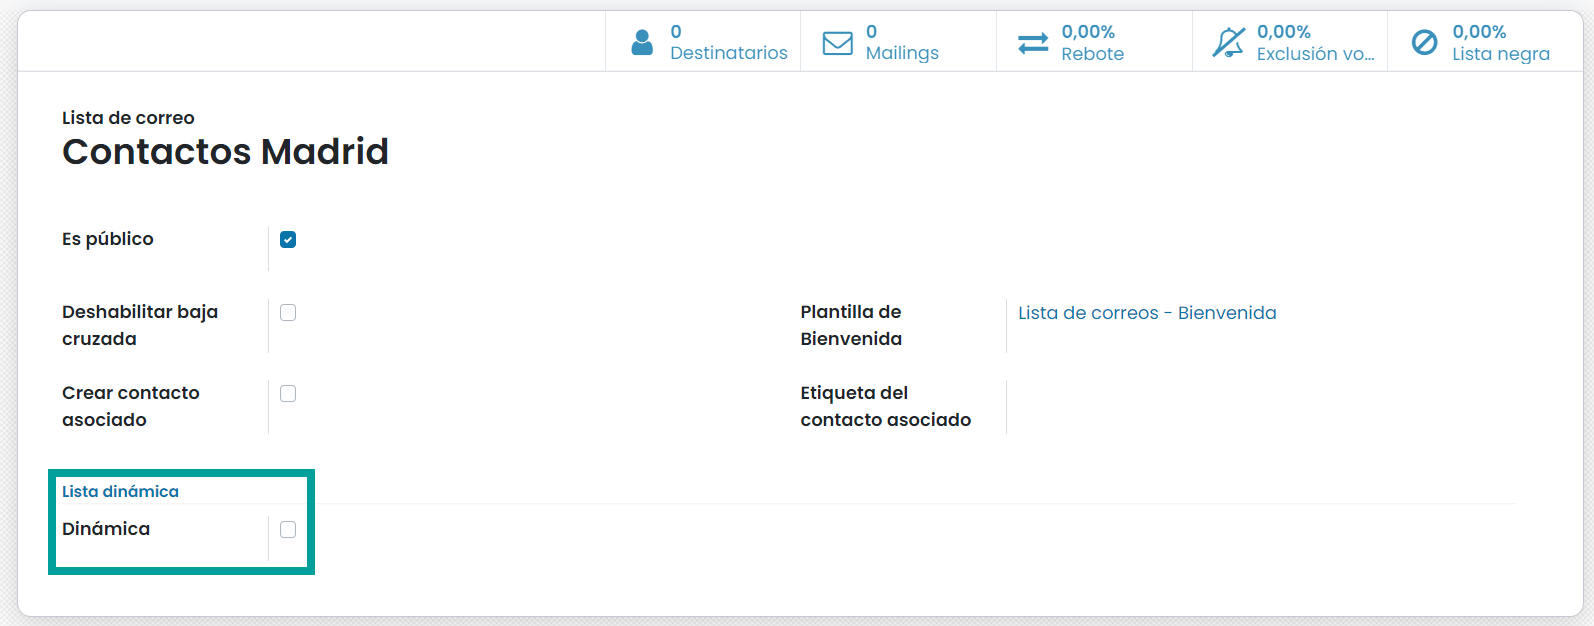 0
Destinatarios
0
Mailings
0,00%
Rebote
0,00%
Exclusión vo...
0,00%
Lista negra
Lista de correo
Contactos Madrid
Es público
Deshabilitar baja
cruzada
Plantilla de
Bienvenida
Lista de correos - Bienvenida
Crear contacto
asociado
Etiqueta del
contacto asociado
Lista dinámica
Dinámica